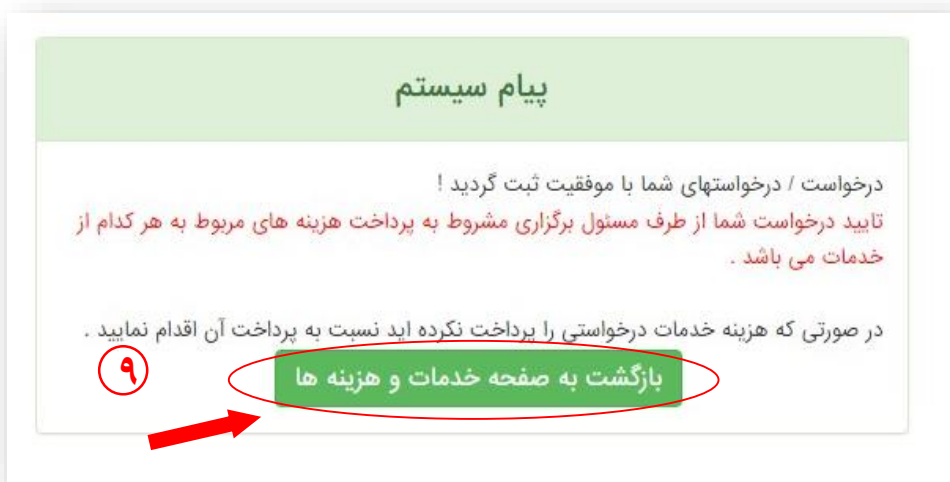 پیام سیستم
درخواست / درخواستهای شما با موفقیت ثبت گردید !
تایید درخواست شما از طرف مسئول برگزاری مشروط به پرداخت هزینه های مربوط به هر کدام از
خدمات می باشد .
در صورتی که هزینه خدمات درخواستی را پرداخت نکرده اید نسبت به پرداخت آن اقدام نمایید .
۹
بازگشت به صفحه خدمات و هزینه ها